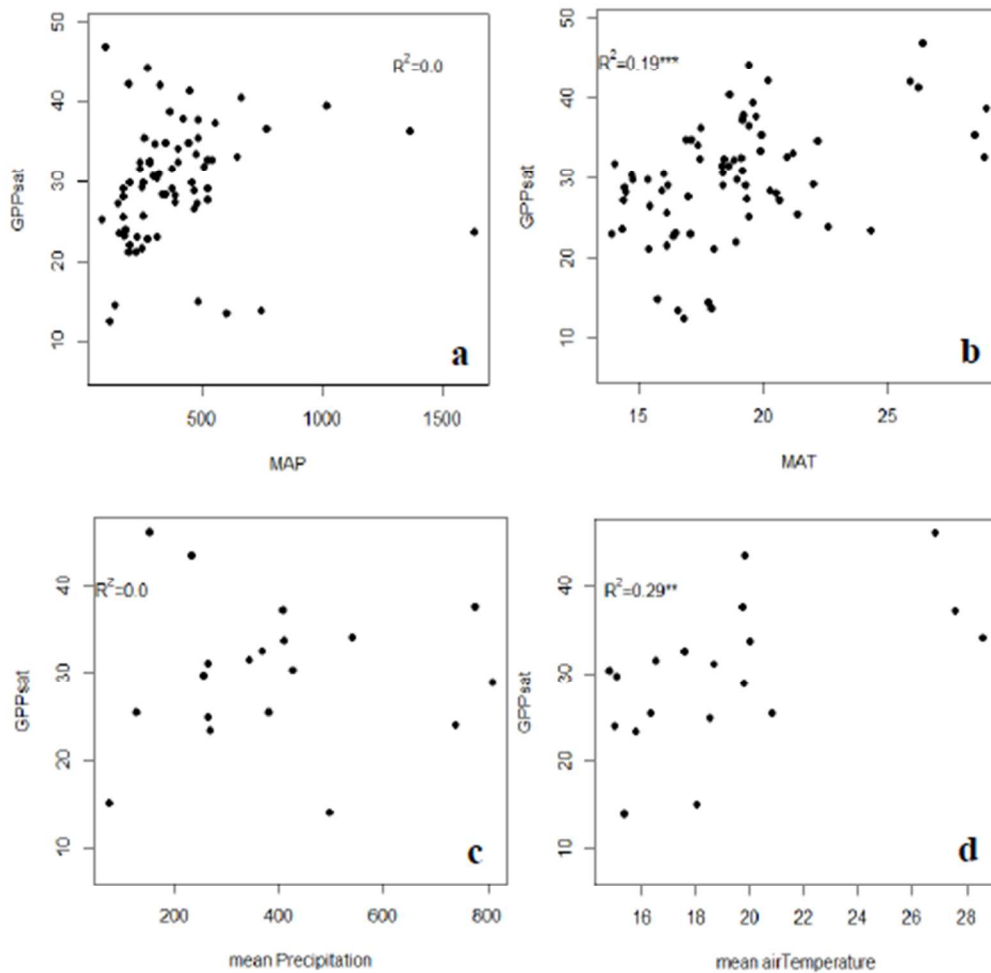 50
40
30
20
10
GPPsat
R²=0.0
a
500
1000
1500
MAP
50
40
30
20
10
GPPsat
R²=0.19***
b
15
20
25
MAT
40
30
20
10
GPPsat
R²=0.0
c
200
400
600
800
mean Precipitation
40
30
20
10
GPPsat
R²=0.29**
d
16
18
20
22
24
26
28
mean airTemperature